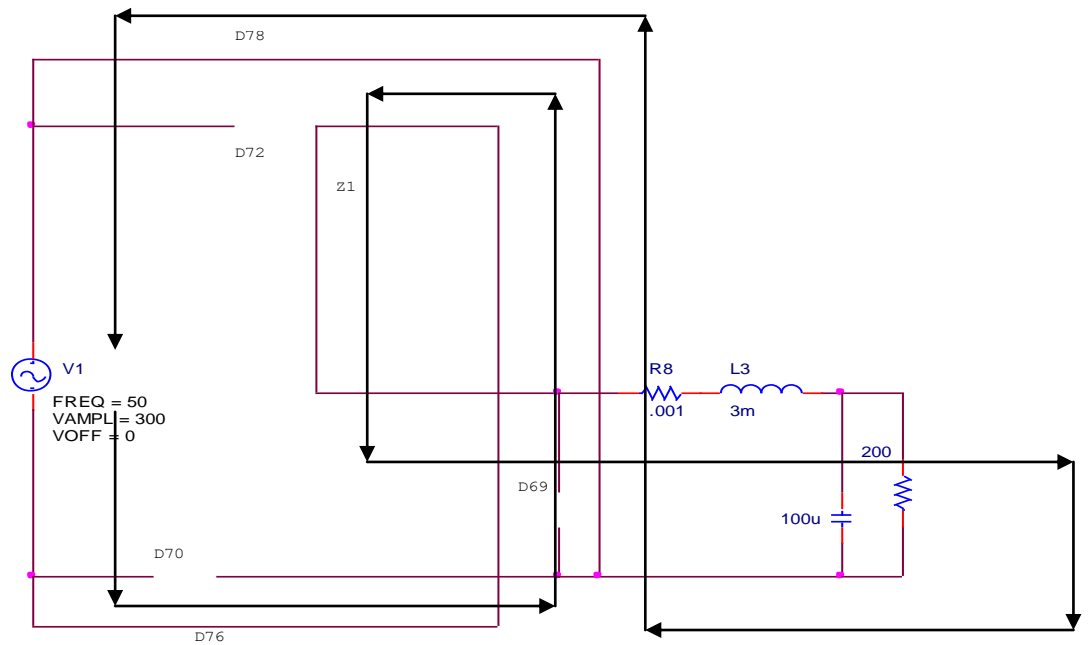 D78
D72
Z1
V1
FREQ = 50
VAMPL = 300
VOFF = 0
R8
.001
L3
3m
200
D69
100u
D70
D76